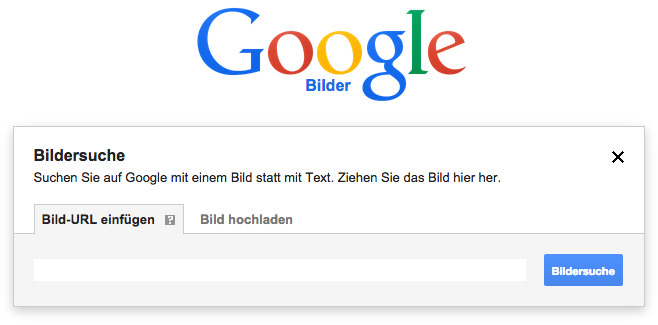 Google
Bilder
Bildersuche
Suchen Sie auf Google mit einem Bild statt mit Text. Ziehen Sie das Bild hier her.
Bild-URL einfügen ? Bild hochladen
Bildersuche